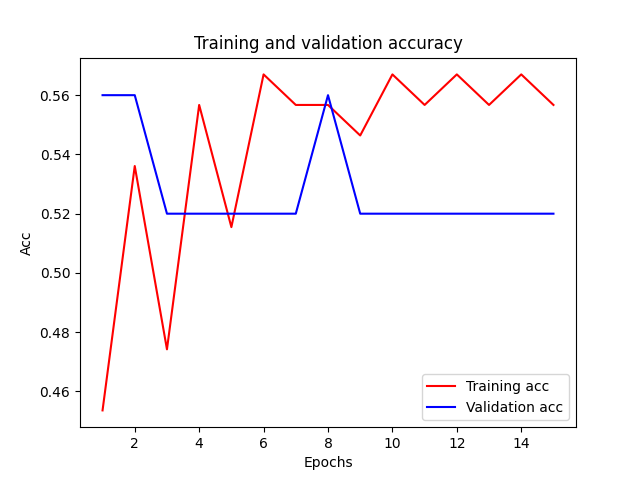 Training and validation accuracy
0.56
0.54
0.52
0.50
0.48
0.46
Acc
Training acc
Validation acc
2 4 6 8 10 12 14
Epochs